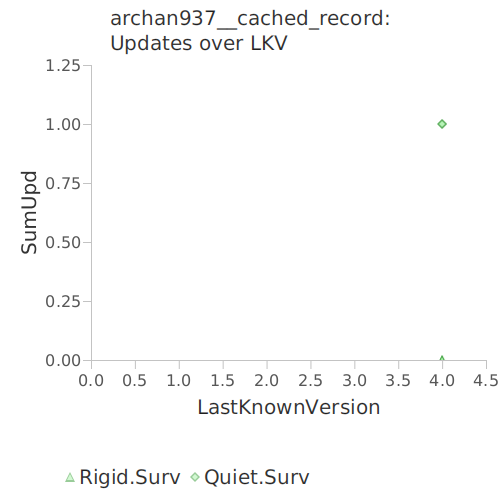 archan937__cached_record:
Updates over LKV
1.25
1.00
0.75
0.50
0.25
0.00
SumUpd
0.0 0.5 1.0 1.5 2.0 2.5 3.0 3.5 4.0 4.5
LastKnownVersion
Rigid.Surv Quiet.Surv